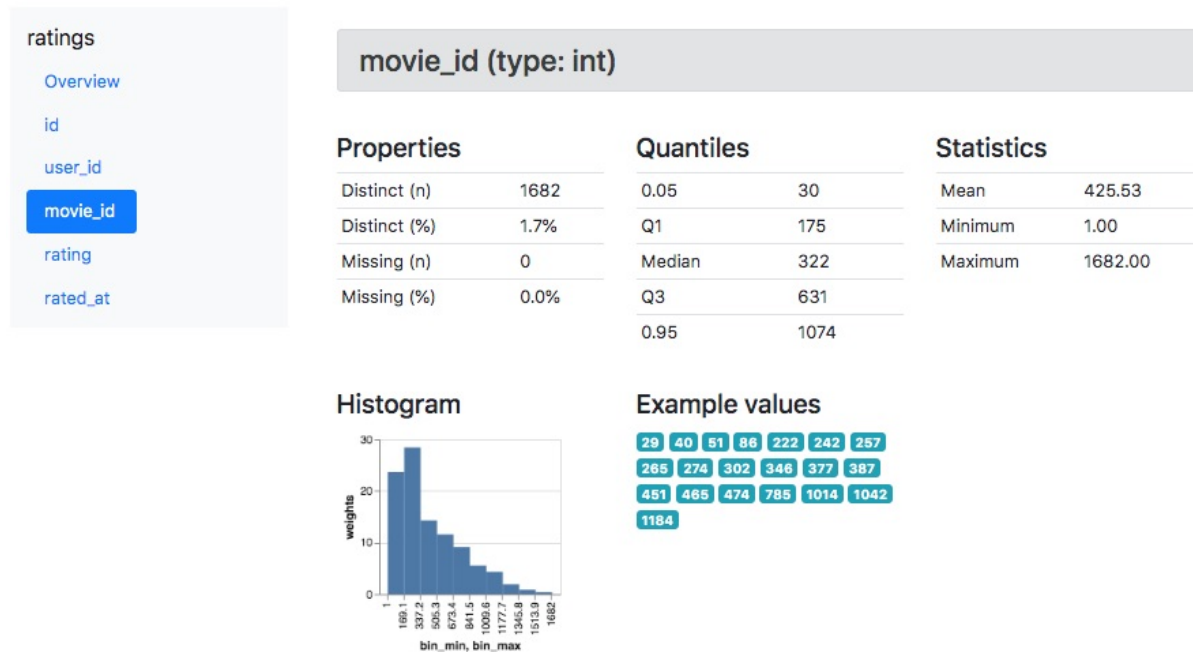 ratings
Overview
id
user_id
movie_id
rating
rated_at
movie_id (type: int)
Properties
Distinct (n) 1682
Distinct (%) 1.7%
Missing (n) 0
Missing (%) 0.0%
Quantiles
0.05 30
Q1 175
Median 322
Q3 631
0.95 1074
Statistics
Mean 425.53
Minimum 1.00
Maximum 1682.00
Histogram
30
20
10
0
weights
1
169.1
337.2
505.3
673.4
841.5
1009.6
1177.7
1345.8
1513.9
1682
bin_min, bin_max
Example values
29 40 51 86 222 242 257
265 274 302 346 377 387
451 465 474 785 1014 1042
1184